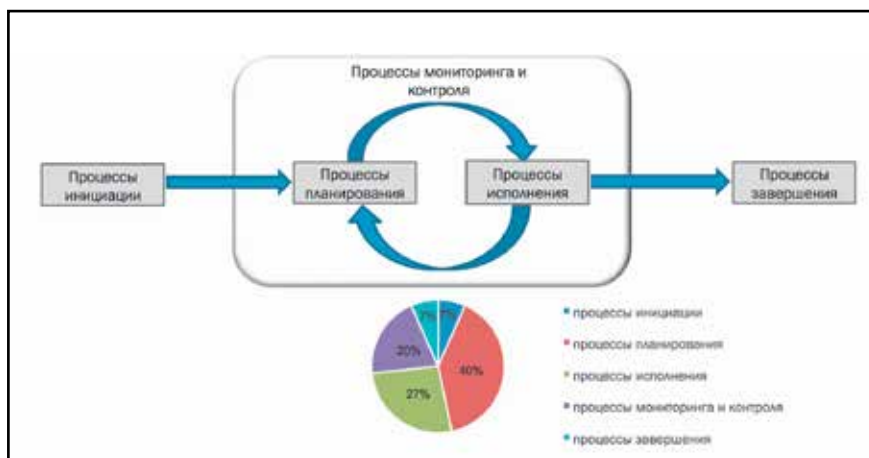 Процессы мониторинга и
контроля
Процессы
инициации
Процессы
планирования
Процессы
исполнения
Процессы
завершения
7%
7%
40%
27%
20%
процессы инициации
процессы планирования
процессы исполнения
процессы мониторинга и контроля
процессы завершения